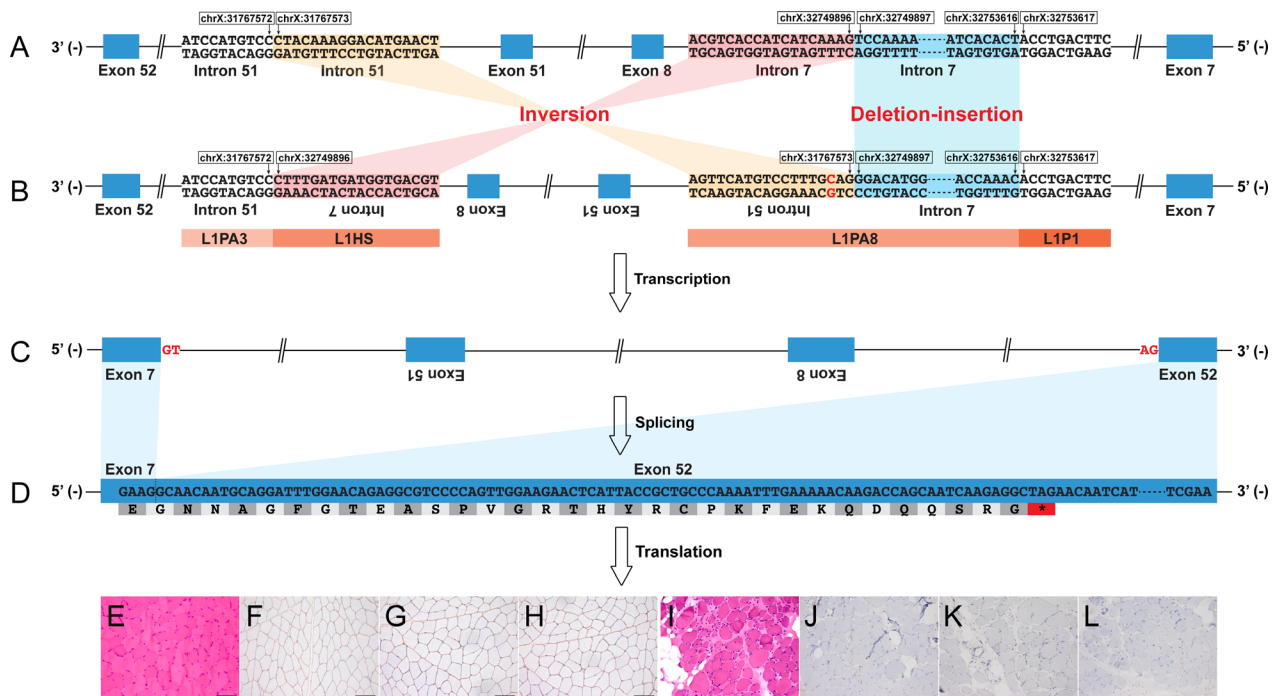 chrX:31767572 chrX:31767573 chrX:32749896 chrX:32749897 chrX:32753616 chrX:32753617
A 3’ (-) ATCCATGTCCCTACAAAGGACATGAACT ACGTCACCATCATCAAAGTCCAAAA------ATCACACTACCTGACTTC 5’ (-)
TAGGTACAGGGATGTTTCCTGTACTTGA TGCAGTGGTAGTAGTTTCAGGTTTT------TAGTGTGATGGACTGAAG
Exon 52 Intron 51 Intron 51 Exon 51 Exon 8 Intron 7 Intron 7 Exon 7
Inversion Deletion-insertion
chrX:31767572 chrX:32749896 chrX:31767573 chrX:32749897 chrX:32753616 chrX:32753617
B 3’ (-) ATCCATGTCCCTTTGATGATGGTGACGT AGTTCATGTCCTTTGCAGGGACATGG------ACCAAACACCTGACTTC 5’ (-)
TAGGTACAGGGAAACTACTACCACTGCA TCAAGTACAGGAAACGTCCCTGTACC------TGGTTTGTGGACTGAAG
Exon 52 Intron 51 Intron 7 Exon 8 Exon 51 Intron 51 Intron 7 Exon 7
L1PA3 L1HS L1PA8 L1P1
Transcription
C 5’ (-) GT AG 3’ (-)
Exon 7 Exon 51 Exon 8 Exon 52
Splicing
Exon 7 Exon 52
D 5’ (-) GAAGGCAACAATGCAGGATTTGGAACAGAGGCGTCCCCAGTTGGAAGAACTCATTACCGCTGCCCAAAATTTGAAAAACAAGACCAGCAATCAAGAGGCTAGAACAATCAT------TCGAA 3’ (-)
E G N N A G F G T E A S P V G R T H Y R C P K F E K Q D Q Q S R G *
Translation
E F G H I J K L